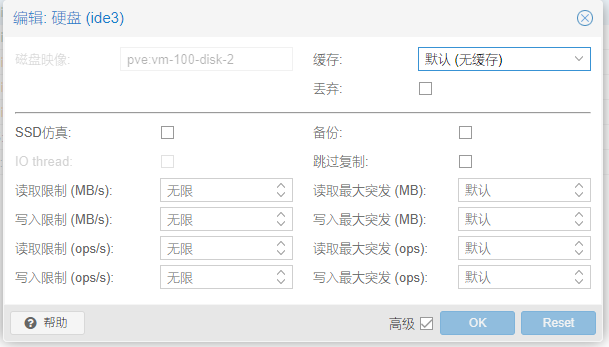 编辑: 硬盘 (ide3)
磁盘映像: pve:vm-100-disk-2 缓存: 默认 (无缓存)
丢弃:
SSD仿真: 备份:
IO thread: 跳过复制:
读取限制 (MB/s): 无限 读取最大突发 (MB): 默认
写入限制 (MB/s): 无限 写入最大突发 (MB): 默认
读取限制 (ops/s): 无限 读取最大突发 (ops): 默认
写入限制 (ops/s): 无限 写入最大突发 (ops): 默认
帮助 高级 OK Reset